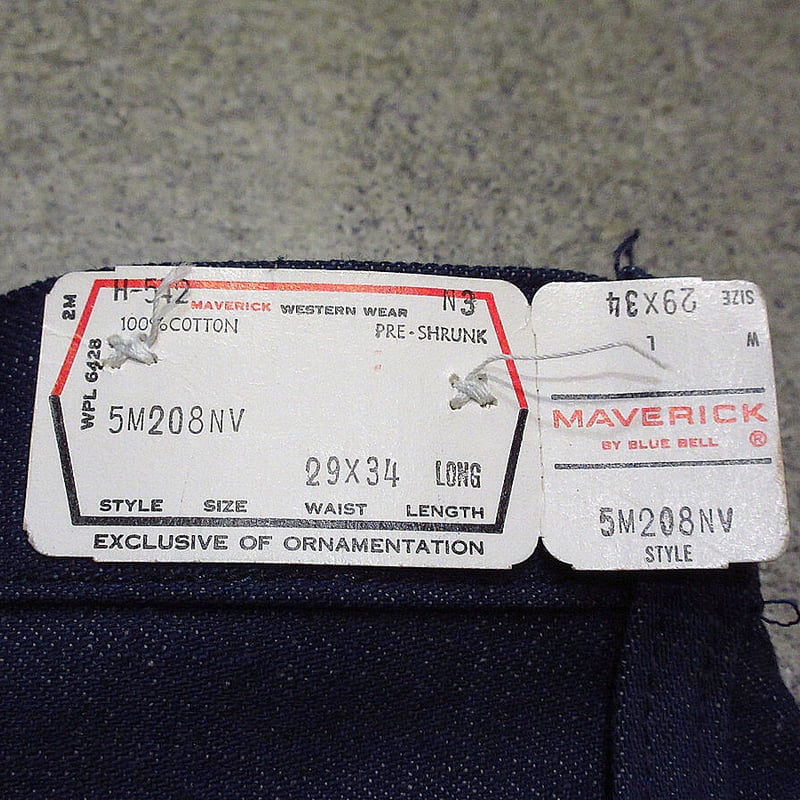 H-542 N3
MAVERICK WESTERN WEAR
100% COTTON PRE-SHRUNK
2M
WPL 6428
5M208NV
29X34 LONG
STYLE SIZE WAIST LENGTH
EXCLUSIVE OF ORNAMENTATION
SIZE 29X34
W L
MAVERICK
BY BLUE BELL ®
5M208NV
STYLE